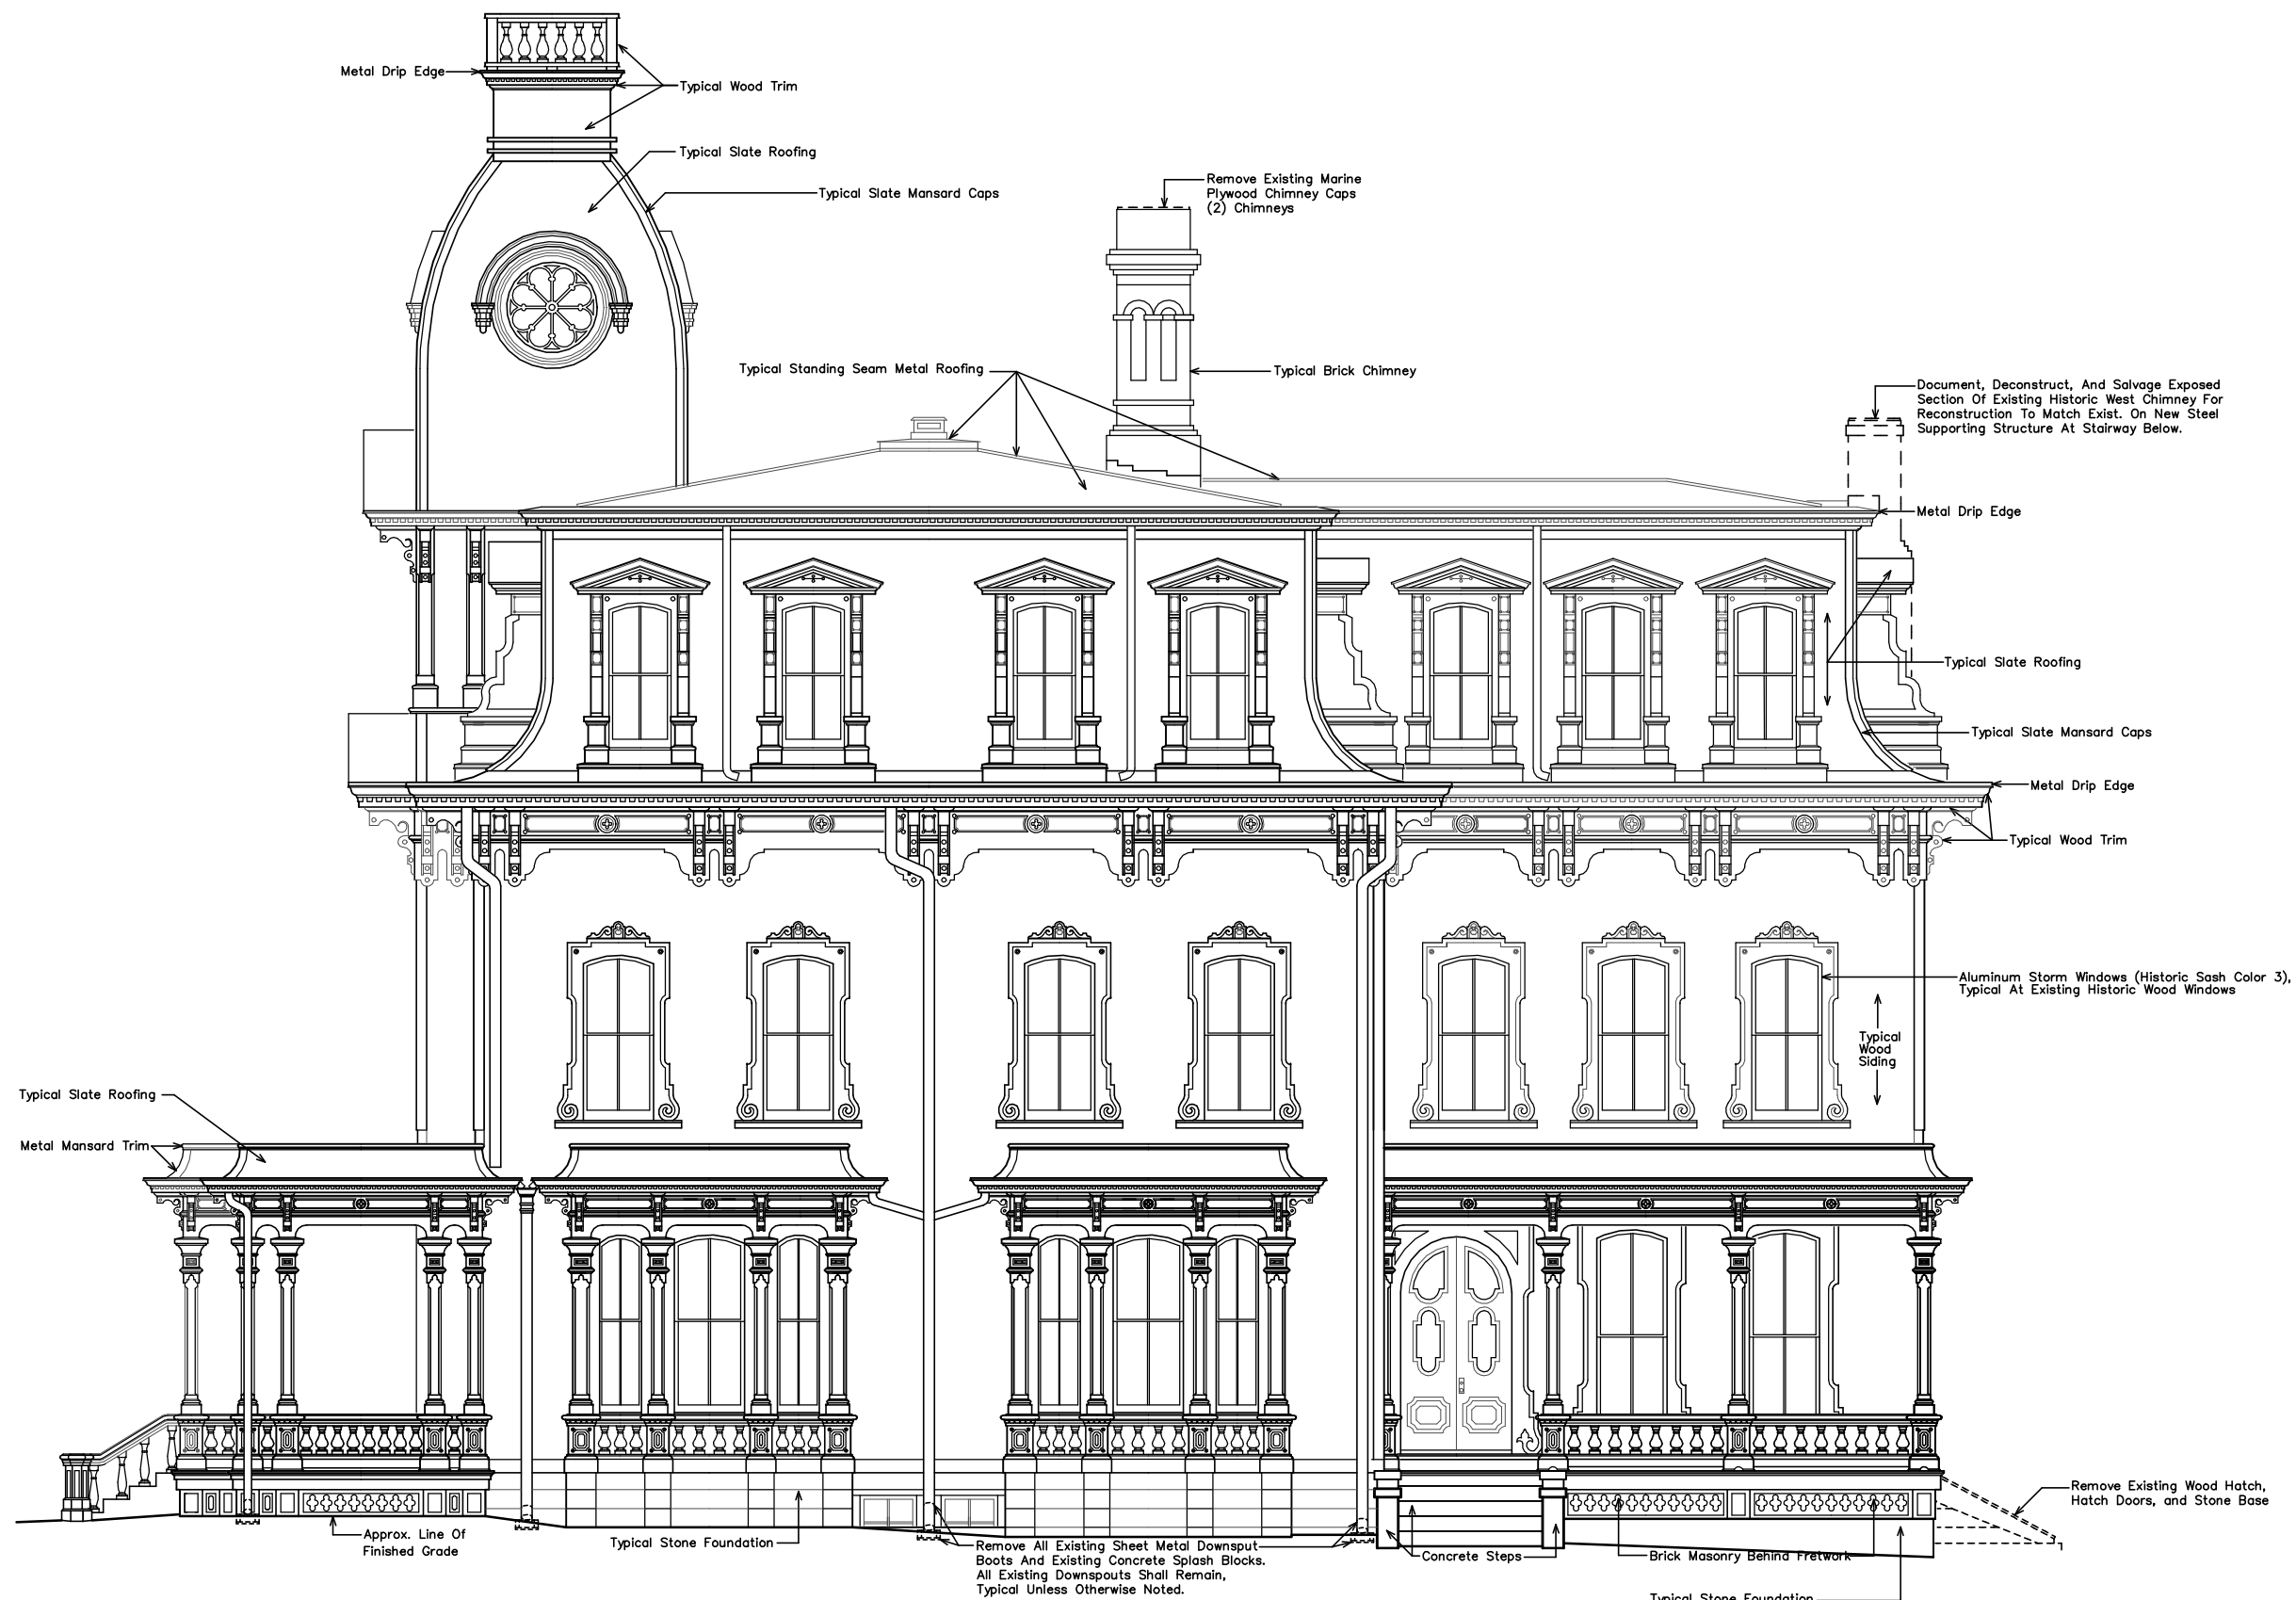 Metal Drip Edge
Typical Wood Trim
Typical Slate Roofing
Typical Slate Mansard Caps
Remove Existing Marine
Plywood Chimney Caps
(2) Chimneys
Typical Standing Seam Metal Roofing
Typical Brick Chimney
Document, Deconstruct, And Salvage Exposed
Section Of Existing Historic West Chimney For
Reconstruction To Match Exist. On New Steel
Supporting Structure At Stairway Below.
Metal Drip Edge
Typical Slate Roofing
Typical Slate Mansard Caps
Metal Drip Edge
Typical Wood Trim
Aluminum Storm Windows (Historic Sash Color 3),
Typical At Existing Historic Wood Windows
Typical
Wood
Siding
Typical Slate Roofing
Metal Mansard Trim
Approx. Line Of
Finished Grade
Typical Stone Foundation
Remove All Existing Sheet Metal Downsput
Boots And Existing Concrete Splash Blocks.
All Existing Downspouts Shall Remain,
Typical Unless Otherwise Noted.
Concrete Steps
Brick Masonry Behind Fretwork
Remove Existing Wood Hatch,
Hatch Doors, and Stone Base
Typical Stone Foundation